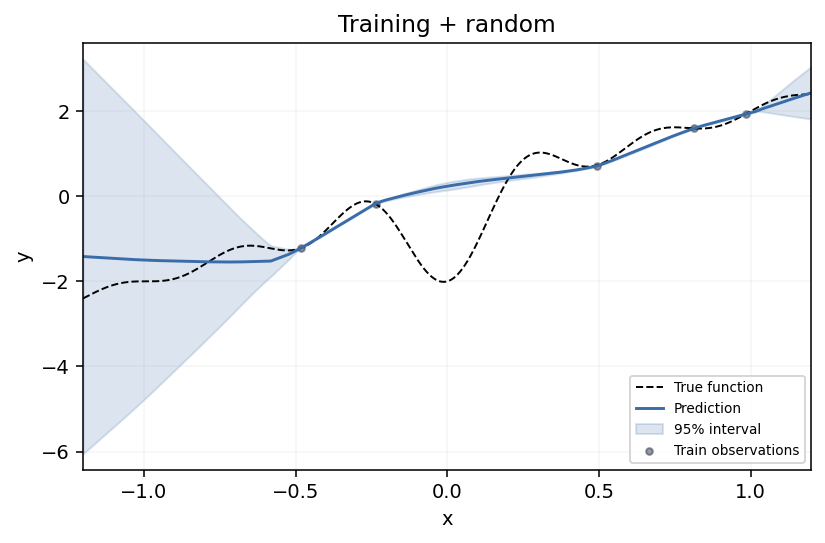 Training + random
y
2
0
−2
−4
−6
−1.0
−0.5
0.0
0.5
1.0
x
True function
Prediction
95% interval
Train observations